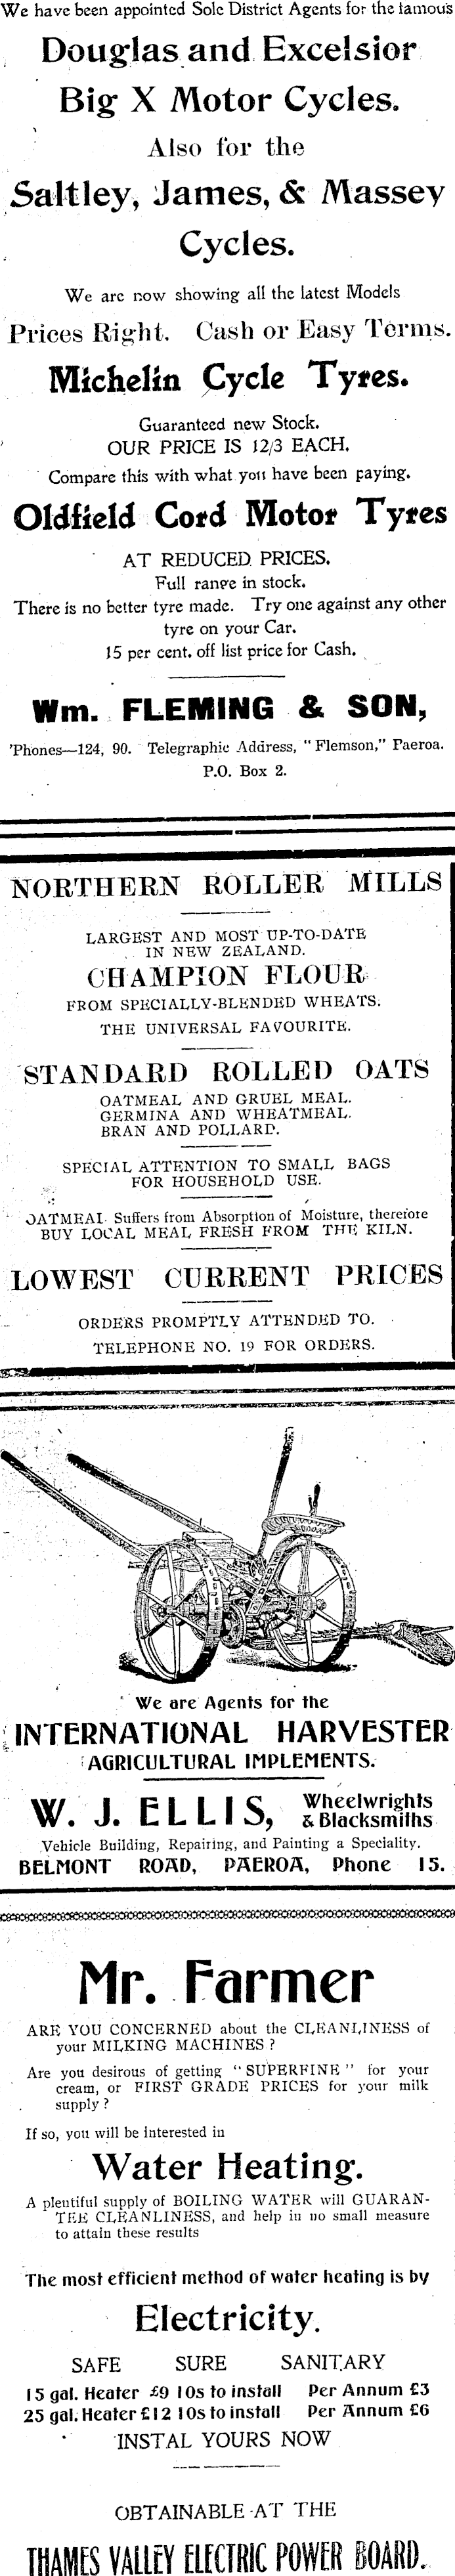 We have been appointed Sole District Agents for the famous
Douglas and Excelsior
Big X Motor Cycles.
Also for the
Saltley, James, & Massey
Cycles.
We are now showing all the latest Models
Prices Right. Cash or Easy Terms.
Michelin Cycle Tyres.
Guaranteed new Stock.
OUR PRICE IS 12/3 EACH.
Compare this with what you have been paying.
Oldfield Cord Motor Tyres
AT REDUCED PRICES.
Full range in stock.
There is no better tyre made. Try one against any other
tyre on your Car.
15 per cent. off list price for Cash.
Wm. FLEMING & SON,
'Phones—124, 90. Telegraphic Address, "Flemson," Paeroa.
P.O. Box 2.
NORTHERN ROLLER MILLS
LARGEST AND MOST UP-TO-DATE
IN NEW ZEALAND.
CHAMPION FLOUR
FROM SPECIALLY-BLENDED WHEATS.
THE UNIVERSAL FAVOURITE.
STANDARD ROLLED OATS
OATMEAL AND GRUEL MEAL.
GERMINA AND WHEATMEAL.
BRAN AND POLLARD.
SPECIAL ATTENTION TO SMALL BAGS
FOR HOUSEHOLD USE.
OATMEAL Suffers from Absorption of Moisture, therefore
BUY LOCAL MEAL FRESH FROM THE KILN.
LOWEST CURRENT PRICES
ORDERS PROMPTLY ATTENDED TO.
TELEPHONE NO. 19 FOR ORDERS.
We are Agents for the
INTERNATIONAL HARVESTER
AGRICULTURAL IMPLEMENTS.
W. J. ELLIS, Wheelwrights
& Blacksmiths
Vehicle Building, Repairing, and Painting a Speciality.
BELMONT ROAD, PAEROA, Phone 15.
Mr. Farmer
ARE YOU CONCERNED about the CLEANLINESS of
your MILKING MACHINES ?
Are you desirous of getting "SUPERFINE" for your
cream, or FIRST GRADE PRICES for your milk
supply ?
If so, you will be interested in
Water Heating.
A plentiful supply of BOILING WATER will GUARAN-
TEE CLEANLINESS, and help in no small measure
to attain these results
The most efficient method of water heating is by
Electricity.
SAFE SURE SANITARY
15 gal. Heater £9 10s to install Per Annum £3
25 gal. Heater £12 10s to install Per Annum £6
INSTAL YOURS NOW
OBTAINABLE AT THE
THAMES VALLEY ELECTRIC POWER BOARD.